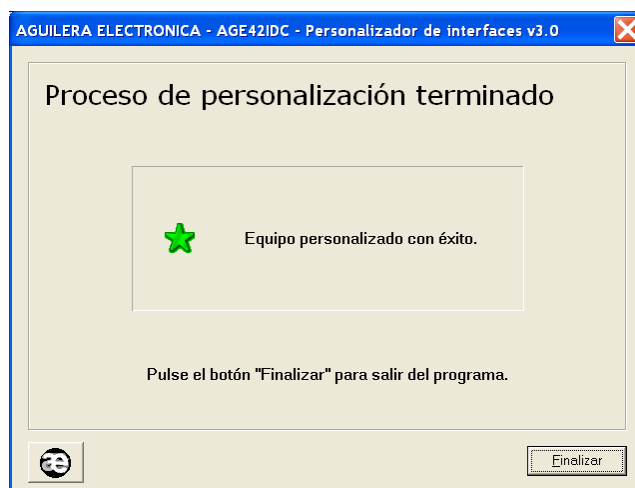 AGUILERA ELECTRONICA - AGE42IDC - Personalizador de interfaces v3.0
Proceso de personalización terminado
Equipo personalizado con éxito.
Pulse el botón "Finalizar" para salir del programa.
æ
Finalizar